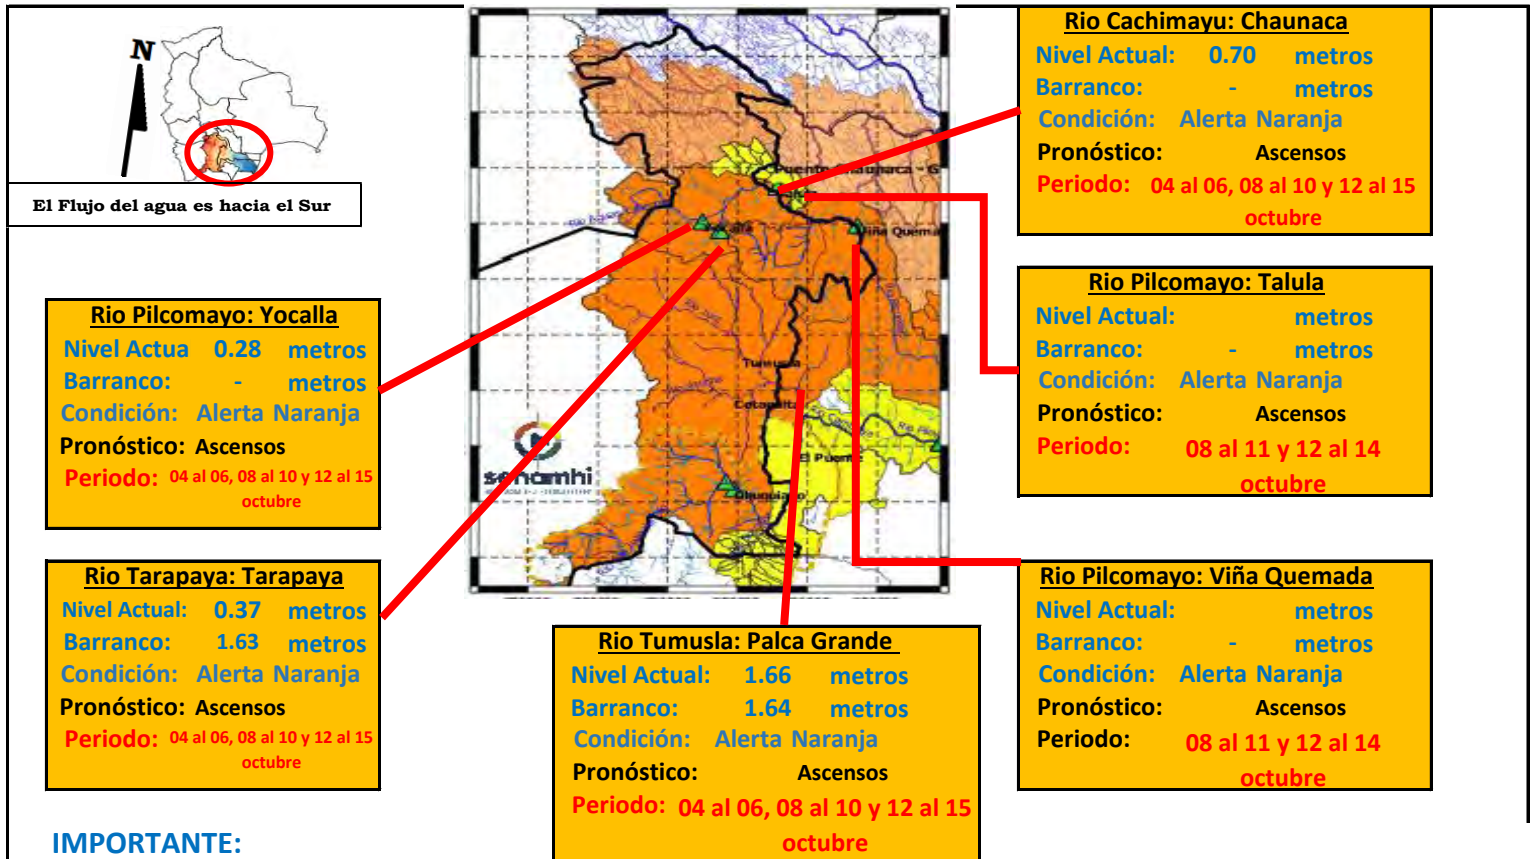 N
El Flujo del agua es hacia el Sur
Rio Pilcomayo: Yocalla
Nivel Actua 0.28 metros
Barranco: - metros
Condición: Alerta Naranja
Pronóstico: Ascensos
Periodo: 04 al 06, 08 al 10 y 12 al 15
octubre
Rio Tarapaya: Tarapaya
Nivel Actual: 0.37 metros
Barranco: 1.63 metros
Condición: Alerta Naranja
Pronóstico: Ascensos
Periodo: 04 al 06, 08 al 10 y 12 al 15
octubre
IMPORTANTE:
Viña Quema
Tumusla
Cotagaita
El Puente
senamhi
Rio Tumusla: Palca Grande
Nivel Actual: 1.66 metros
Barranco: 1.64 metros
Condición: Alerta Naranja
Pronóstico: Ascensos
Periodo: 04 al 06, 08 al 10 y 12 al 15
octubre
Rio Cachimayu: Chaunaca
Nivel Actual: 0.70 metros
Barranco: - metros
Condición: Alerta Naranja
Pronóstico: Ascensos
Periodo: 04 al 06, 08 al 10 y 12 al 15
octubre
Rio Pilcomayo: Talula
Nivel Actual: metros
Barranco: - metros
Condición: Alerta Naranja
Pronóstico: Ascensos
Periodo: 08 al 11 y 12 al 14
octubre
Rio Pilcomayo: Viña Quemada
Nivel Actual: metros
Barranco: - metros
Condición: Alerta Naranja
Pronóstico: Ascensos
Periodo: 08 al 11 y 12 al 14
octubre